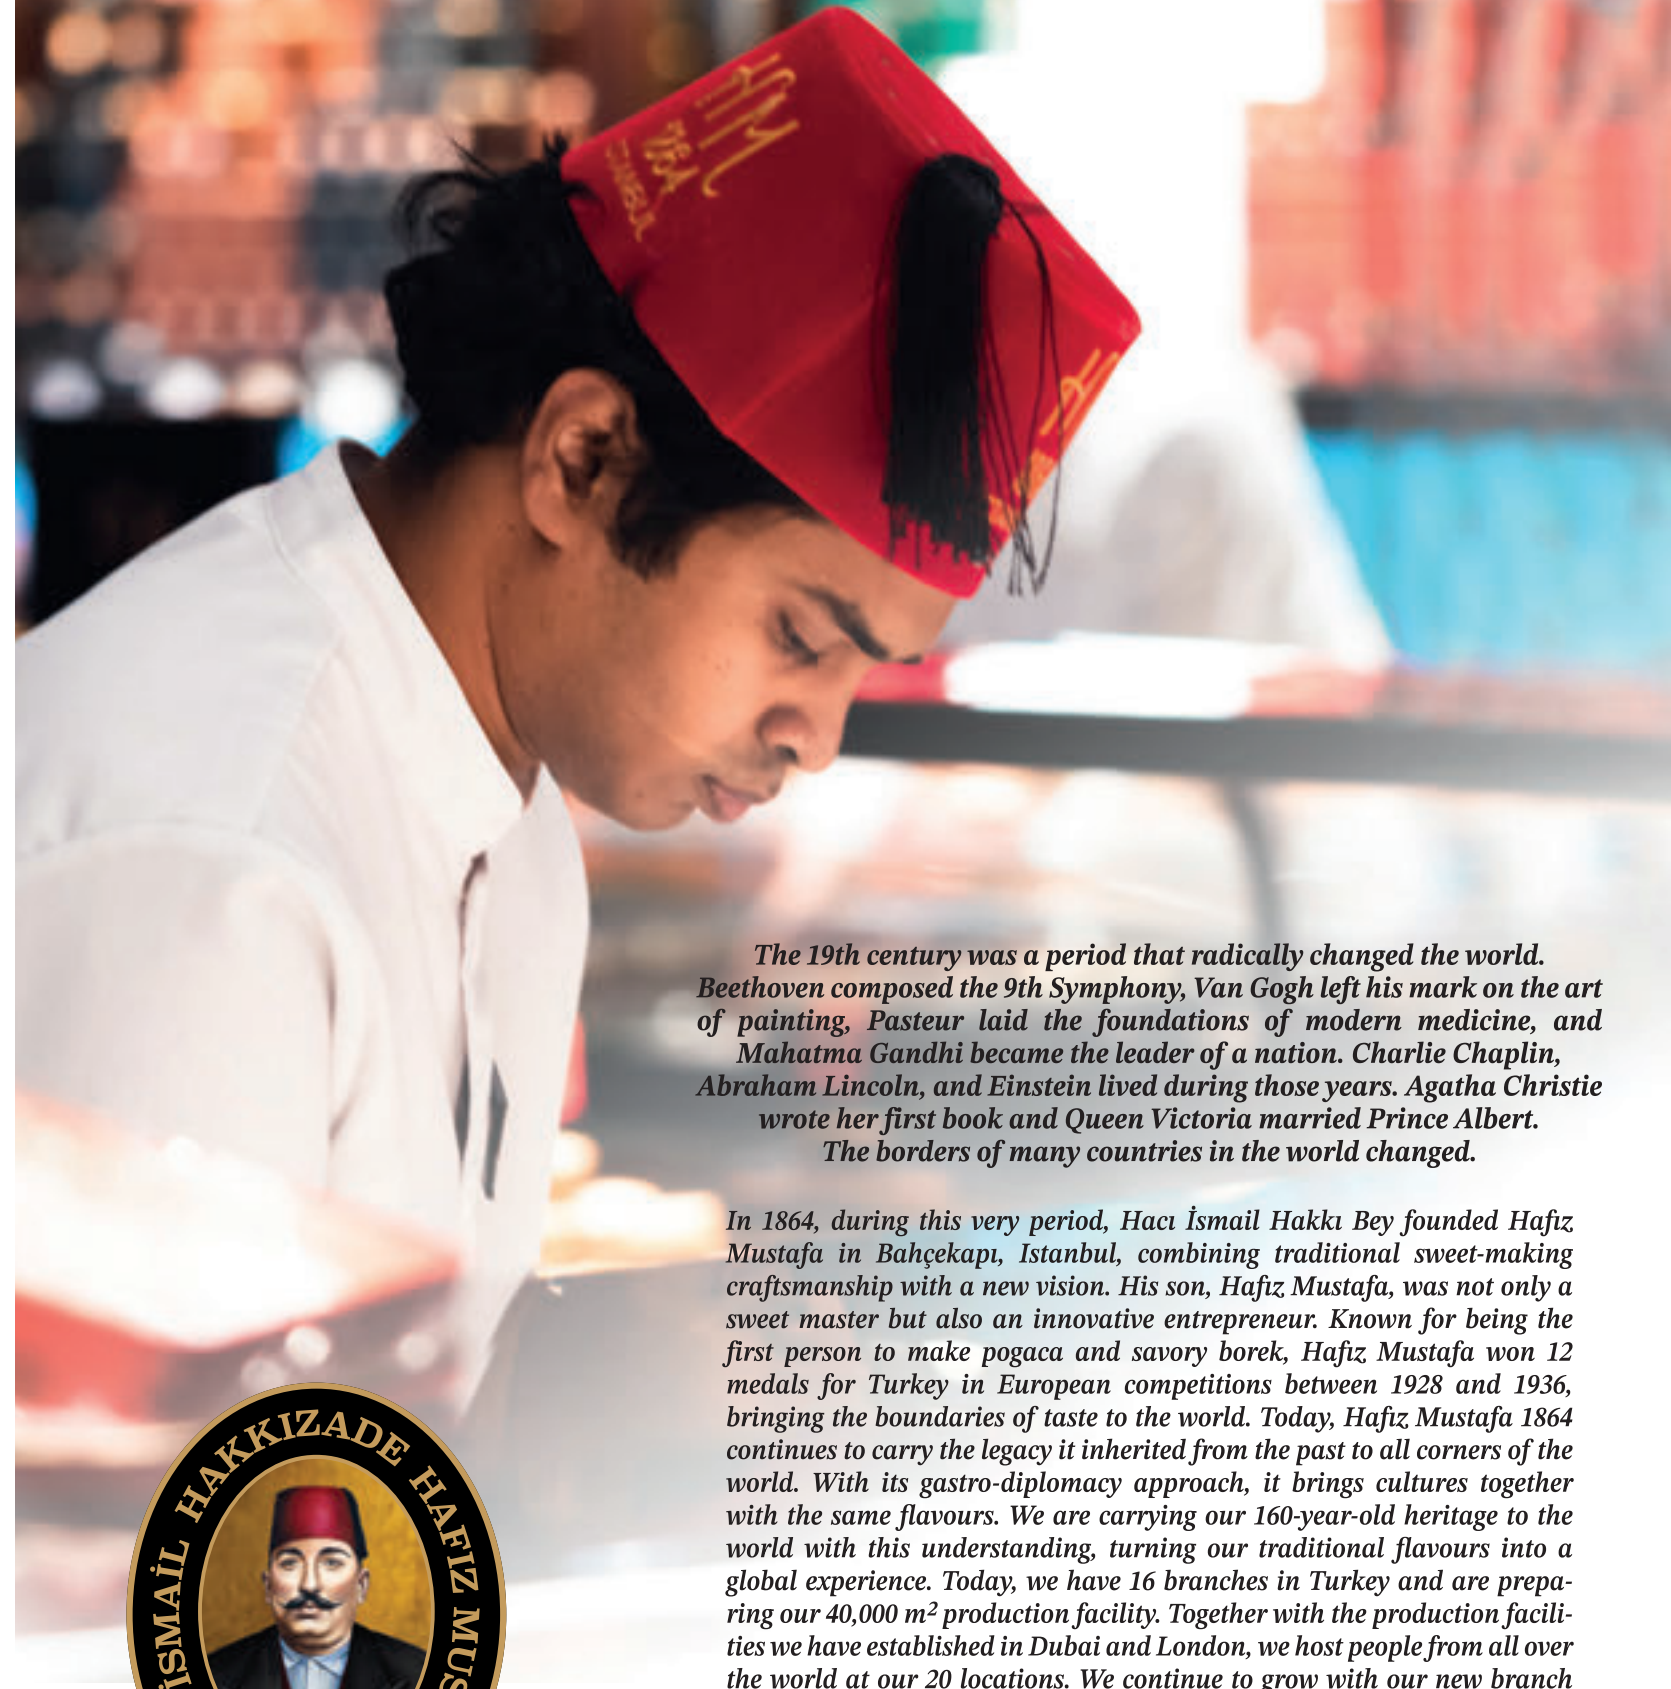 HM
1864
ISTANBUL
The 19th century was a period that radically changed the world.
Beethoven composed the 9th Symphony, Van Gogh left his mark on the art
of painting, Pasteur laid the foundations of modern medicine, and
Mahatma Gandhi became the leader of a nation. Charlie Chaplin,
Abraham Lincoln, and Einstein lived during those years. Agatha Christie
wrote her first book and Queen Victoria married Prince Albert.
The borders of many countries in the world changed.
In 1864, during this very period, Hacı İsmail Hakkı Bey founded Hafız
Mustafa in Bahçekapı, Istanbul, combining traditional sweet-making
craftsmanship with a new vision. His son, Hafız Mustafa, was not only a
sweet master but also an innovative entrepreneur. Known for being the
first person to make pogaca and savory borek, Hafız Mustafa won 12
medals for Turkey in European competitions between 1928 and 1936,
bringing the boundaries of taste to the world. Today, Hafız Mustafa 1864
continues to carry the legacy it inherited from the past to all corners of the
world. With its gastro-diplomacy approach, it brings cultures together
with the same flavours. We are carrying our 160-year-old heritage to the
world with this understanding, turning our traditional flavours into a
global experience. Today, we have 16 branches in Turkey and are prepa-
ring our 40,000 m² production facility. Together with the production facili-
ties we have established in Dubai and London, we host people from all over
the world at our 20 locations. We continue to grow with our new branch
İSMAİL HAKKIZADE HAFIZ MUS